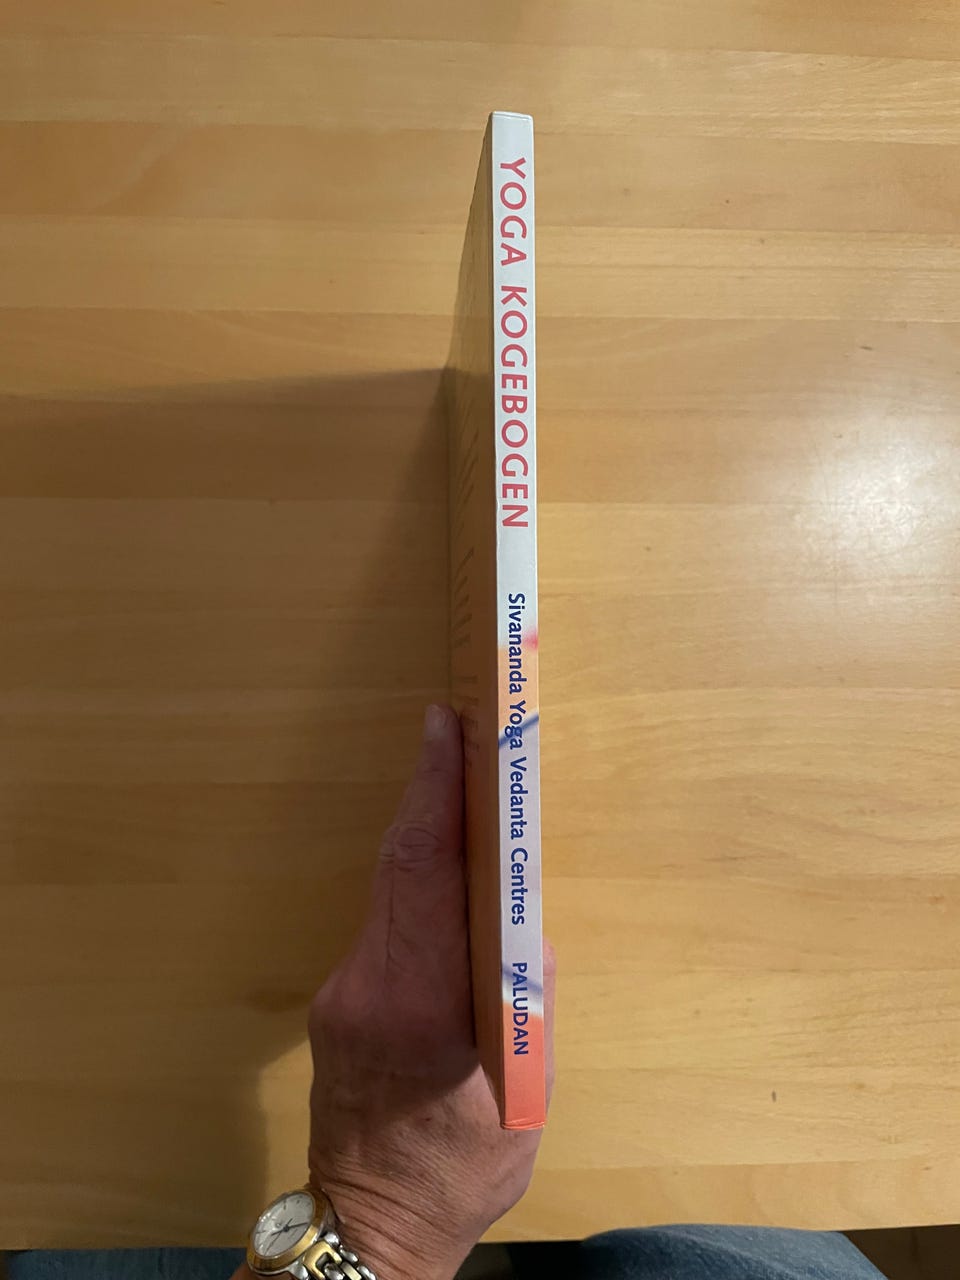 YOGA KOGEBOGEN
Sivananda Yoga Vedanta Centres
PALUDAN